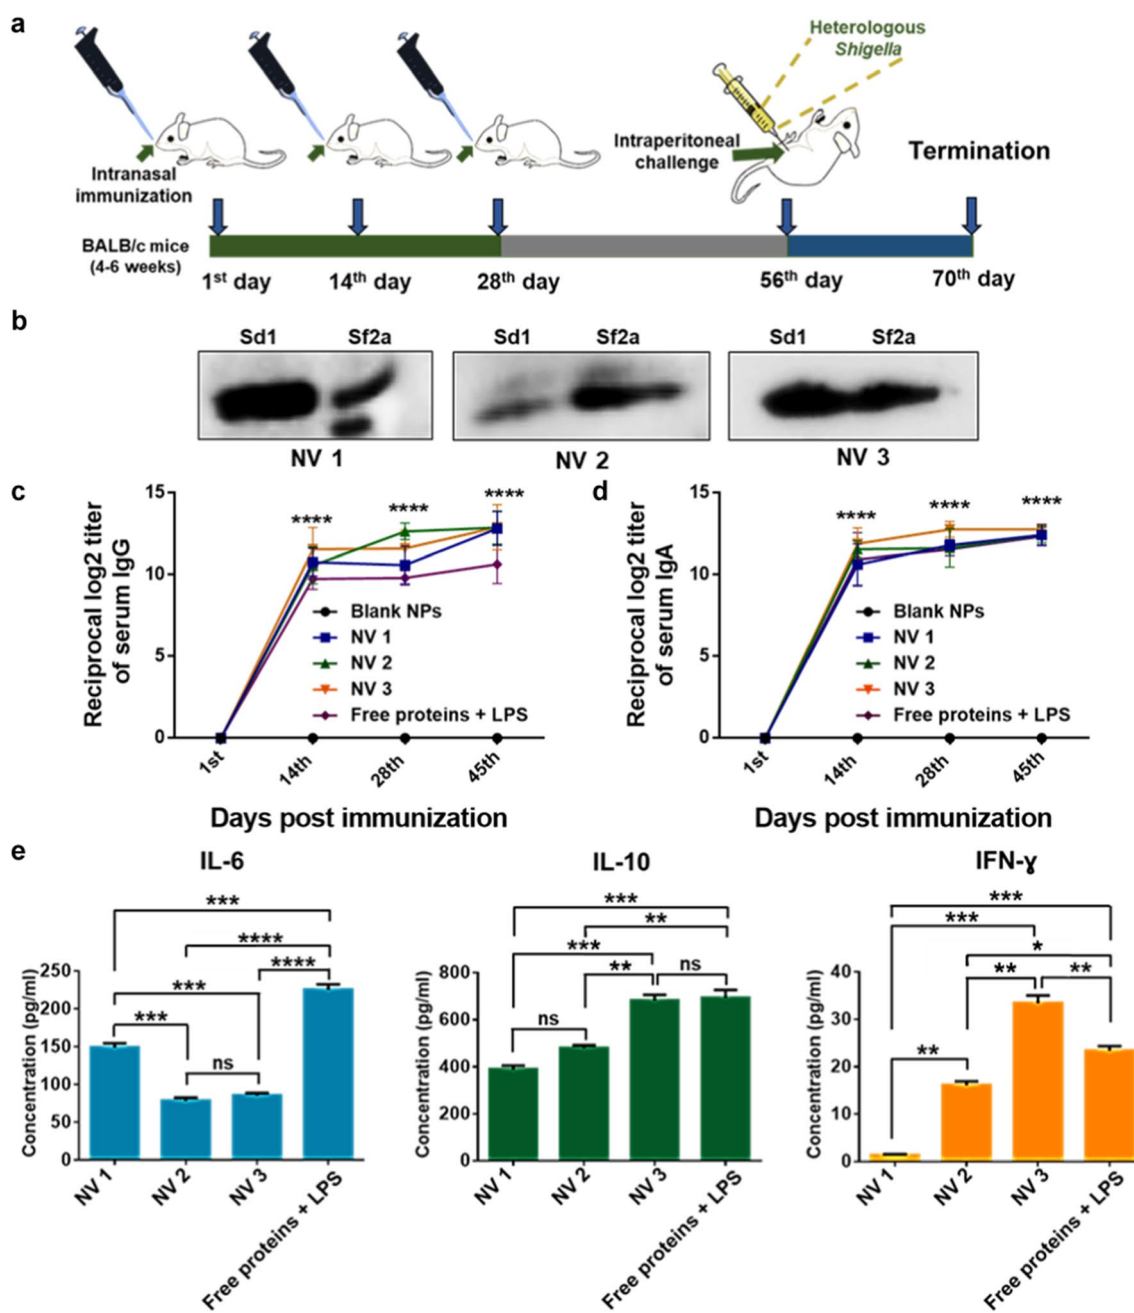 a
Heterologous
Shigella
Intraperitoneal
challenge
Termination
Intranasal
immunization
BALB/c mice
(4-6 weeks)
1st day
14th day
28th day
56th day
70th day
b
Sd1 Sf2a
Sd1 Sf2a
Sd1 Sf2a
NV 1
NV 2
NV 3
c
Reciprocal log2 titer
of serum IgG
15
10
5
0
**** **** ****
Blank NPs
NV 1
NV 2
NV 3
Free proteins + LPS
1st 14th 28th 45th
Days post immunization
d
Reciprocal log2 titer
of serum IgA
15
10
5
0
**** **** ****
Blank NPs
NV 1
NV 2
NV 3
Free proteins + LPS
1st 14th 28th 45th
Days post immunization
e
IL-6
***
****
****
***
***
ns
Concentration (pg/ml)
250
200
150
100
50
0
NV 1 NV 2 NV 3 Free proteins + LPS
IL-10
***
**
***
** ns
ns
Concentration (pg/ml)
800
600
400
200
0
NV 1 NV 2 NV 3 Free proteins + LPS
IFN-ɣ
***
***
*
** **
**
Concentration (pg/ml)
40
30
20
10
0
NV 1 NV 2 NV 3 Free proteins + LPS